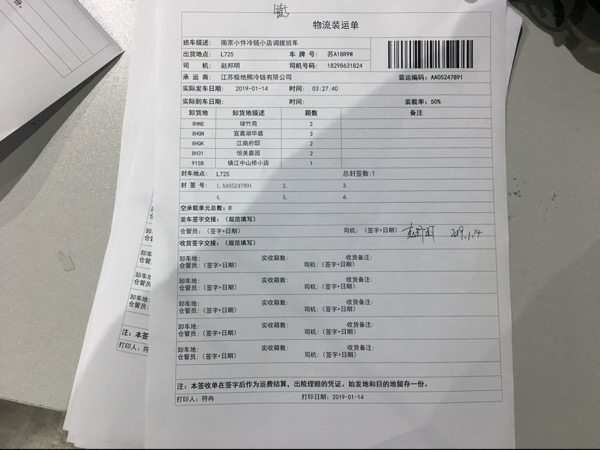 物流装运单
班车描述: 南京小件冷链小店调拨班车
出货地点: L725 车 牌 号: 苏A18R9W
司 机: 赵邦明 司机号码: 18298631824
承 运 商: 江苏极地熊冷链有限公司 装运编码: AA05247891
实际发车日期: 2019-01-14 时间: 03:27:40
实际到车日期: 时间: 装载率: 50%
卸货地 卸货地描述 箱数 备注
8HNE 绿竹苑 2
8HQN 宜嘉湖华庭 3
8HQK 江南府邸 2
8H31 恒美嘉园 2
915B 镇江中山桥小店 1
封车地点: L725 总封签数: 1
封 签 号: 1.AA05247891 2. 3.
4. 5. 6.
空承载单元总数: 0
发车签字交接: (规范填写)
仓管员: (签字+日期) 司机: (签字+日期) 2019.1.14
收货签字交接: (规范填写)
卸车地: 实收箱数: 收货备注:
仓管员: (签字+日期) 司机: (签字+日期)
卸车地: 实收箱数: 收货备注:
仓管员: (签字+日期) 司机: (签字+日期)
卸车地: 实收箱数: 收货备注:
仓管员: (签字+日期) 司机: (签字+日期)
卸车地: 实收箱数: 收货备注:
仓管员: (签字+日期) 司机: (签字+日期)
卸车地: 实收箱数: 收货备注:
仓管员: (签字+日期) 司机: (签字+日期)
注: 本签收单在签字后作为运费结算, 出险理赔的凭证。始发地和目的地留存一份。
打印人: 符冉 打印日期: 2019-01-14